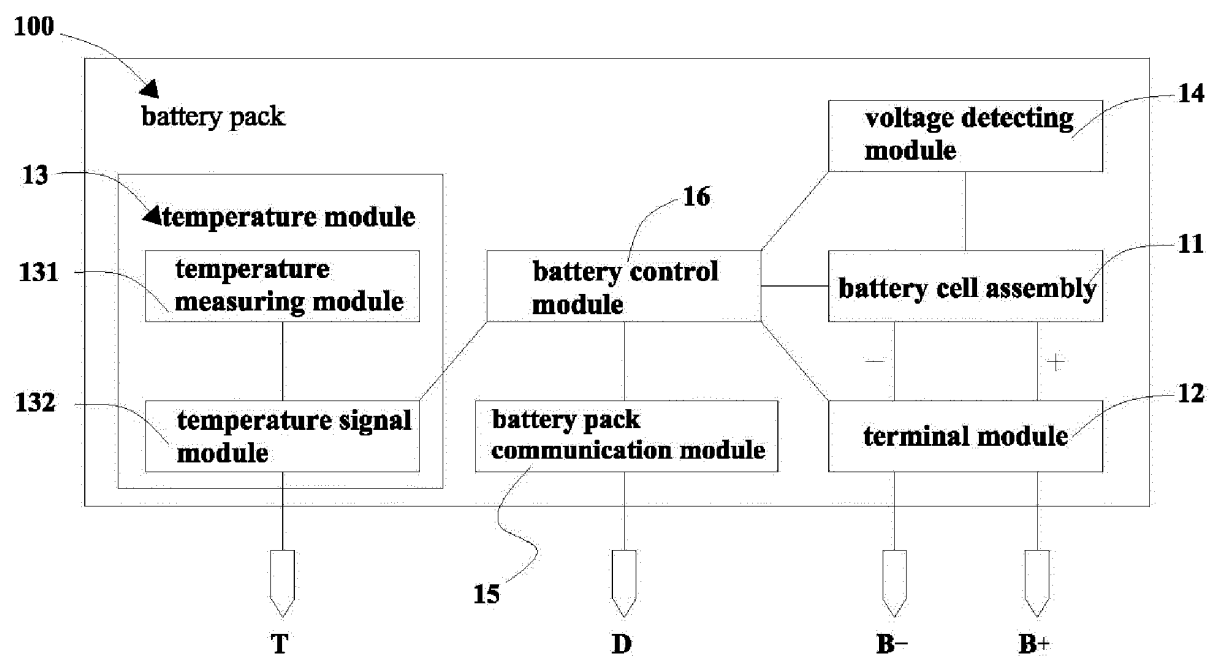 100
battery pack
14
voltage detecting
module
13
temperature module
16
131
temperature
measuring module
battery control
module
11
battery cell assembly
−
+
132
temperature signal
module
battery pack
communication module
12
terminal module
15
T
D
B−
B+